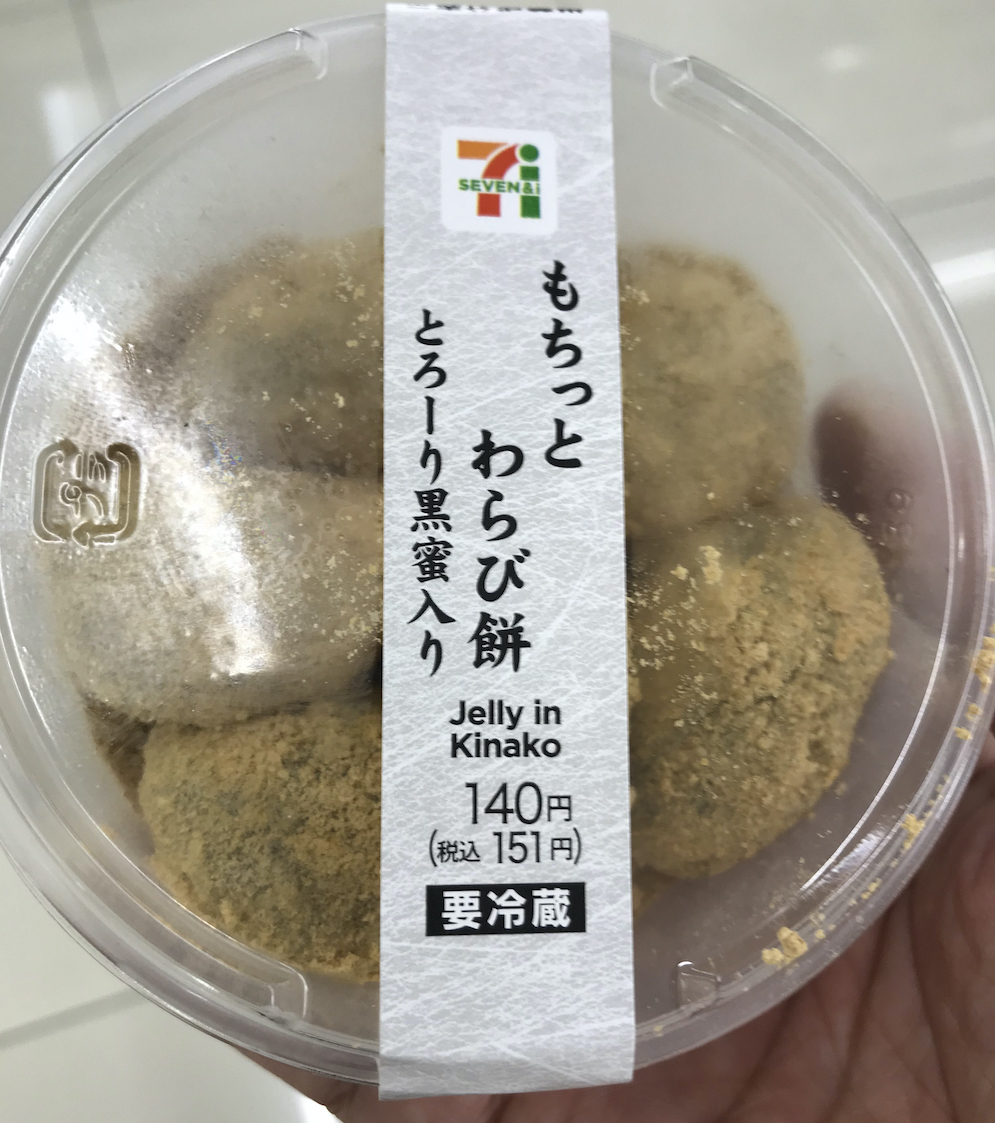 SEVEN&i
もちっと
わらび餅
とろーり黒蜜入り
Jelly in
Kinako
140円
(税込 151円)
要冷蔵